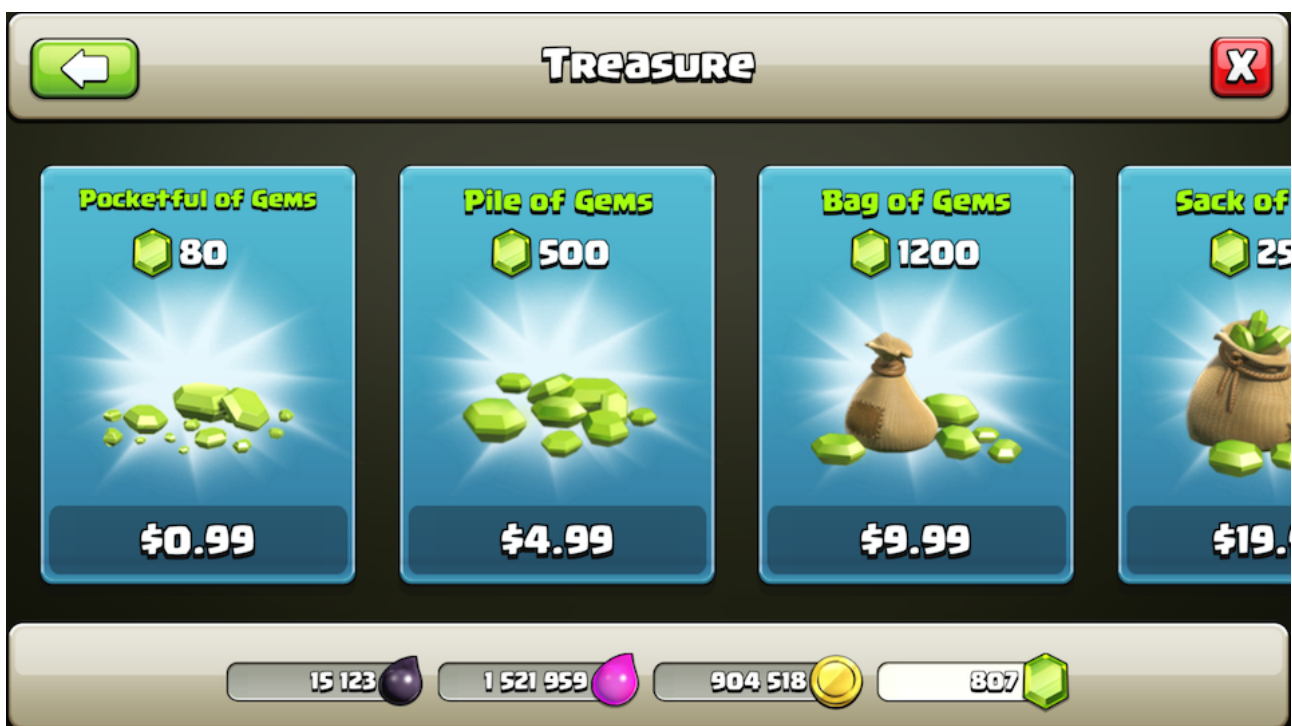 Treasure
X
Pocketful of Gems
80
$0.99
Pile of Gems
500
$4.99
Bag of Gems
1200
$9.99
Sack of
15 123
1 521 959
904 518
807